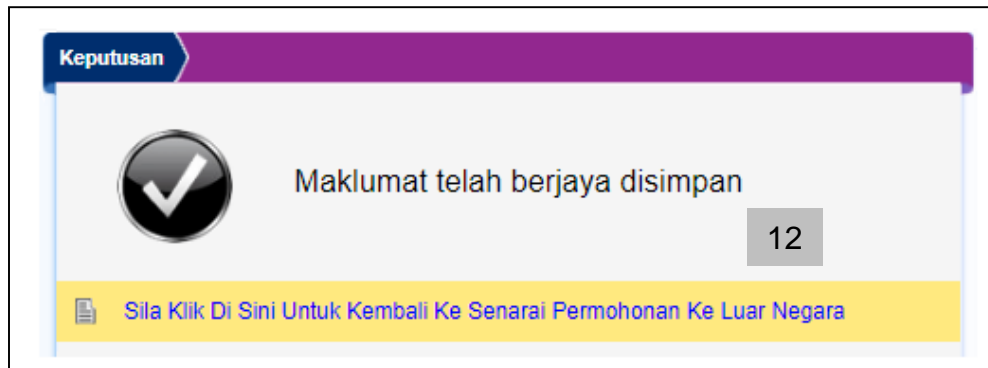 Keputusan
Maklumat telah berjaya disimpan
12
Sila Klik Di Sini Untuk Kembali Ke Senarai Permohonan Ke Luar Negara